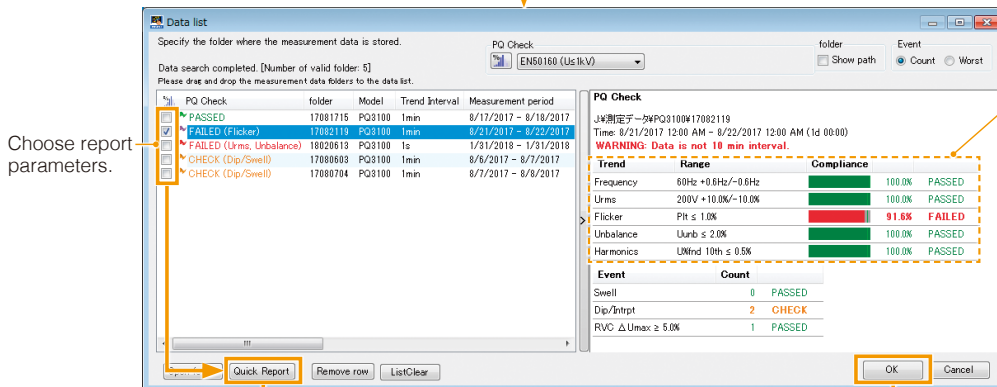 Data list
Specify the folder where the measurement data is stored.
PQ Check
folder
Event
EN50160 (U≤1kV)
Show path
Count
Worst
Data search completed. [Number of valid folder: 5]
Please drag and drop the measurement data folders to the data list.
PQ Check folder Model Trend Interval Measurement period
PASSED 17081715 PQ3100 1min 8/17/2017 - 8/18/2017
FAILED (Flicker) 17082119 PQ3100 1min 8/21/2017 - 8/22/2017
FAILED (Urms, Unbalance) 18020613 PQ3100 1s 1/31/2018 - 1/31/2018
CHECK (Dip/Swell) 17080603 PQ3100 1min 8/6/2017 - 8/7/2017
CHECK (Dip/Swell) 17080704 PQ3100 1min 8/7/2017 - 8/8/2017
Choose report
parameters.
PQ Check
J:¥測定データ¥PQ3100¥17082119
Time: 8/21/2017 12:00 AM - 8/22/2017 12:00 AM (1d 00:00)
WARNING: Data is not 10 min interval.
Trend Range Compliance
Frequency 60Hz +0.6Hz/-0.6Hz 100.0% PASSED
Urms 200V +10.0%/-10.0% 100.0% PASSED
Flicker Plt ≤ 1.0% 91.6% FAILED
Unbalance Uunb ≤ 2.0% 100.0% PASSED
Harmonics U%fnd 10th ≤ 0.5% 100.0% PASSED
Event Count
Swell 0 PASSED
Dip/Intrpt 2 CHECK
RVC ΔUmax ≥ 5.0% 1 PASSED
Quick Report
Remove row
ListClear
OK
Cancel